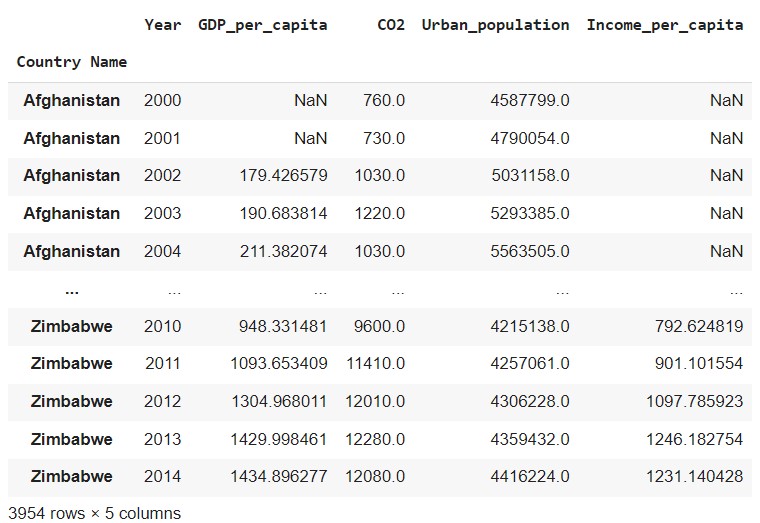 Year GDP_per_capita CO2 Urban_population Income_per_capita
Country Name
Afghanistan 2000 NaN 760.0 4587799.0 NaN
Afghanistan 2001 NaN 730.0 4790054.0 NaN
Afghanistan 2002 179.426579 1030.0 5031158.0 NaN
Afghanistan 2003 190.683814 1220.0 5293385.0 NaN
Afghanistan 2004 211.382074 1030.0 5563505.0 NaN
... ... ... ... ... ...
Zimbabwe 2010 948.331481 9600.0 4215138.0 792.624819
Zimbabwe 2011 1093.653409 11410.0 4257061.0 901.101554
Zimbabwe 2012 1304.968011 12010.0 4306228.0 1097.785923
Zimbabwe 2013 1429.998461 12280.0 4359432.0 1246.182754
Zimbabwe 2014 1434.896277 12080.0 4416224.0 1231.140428
3954 rows × 5 columns